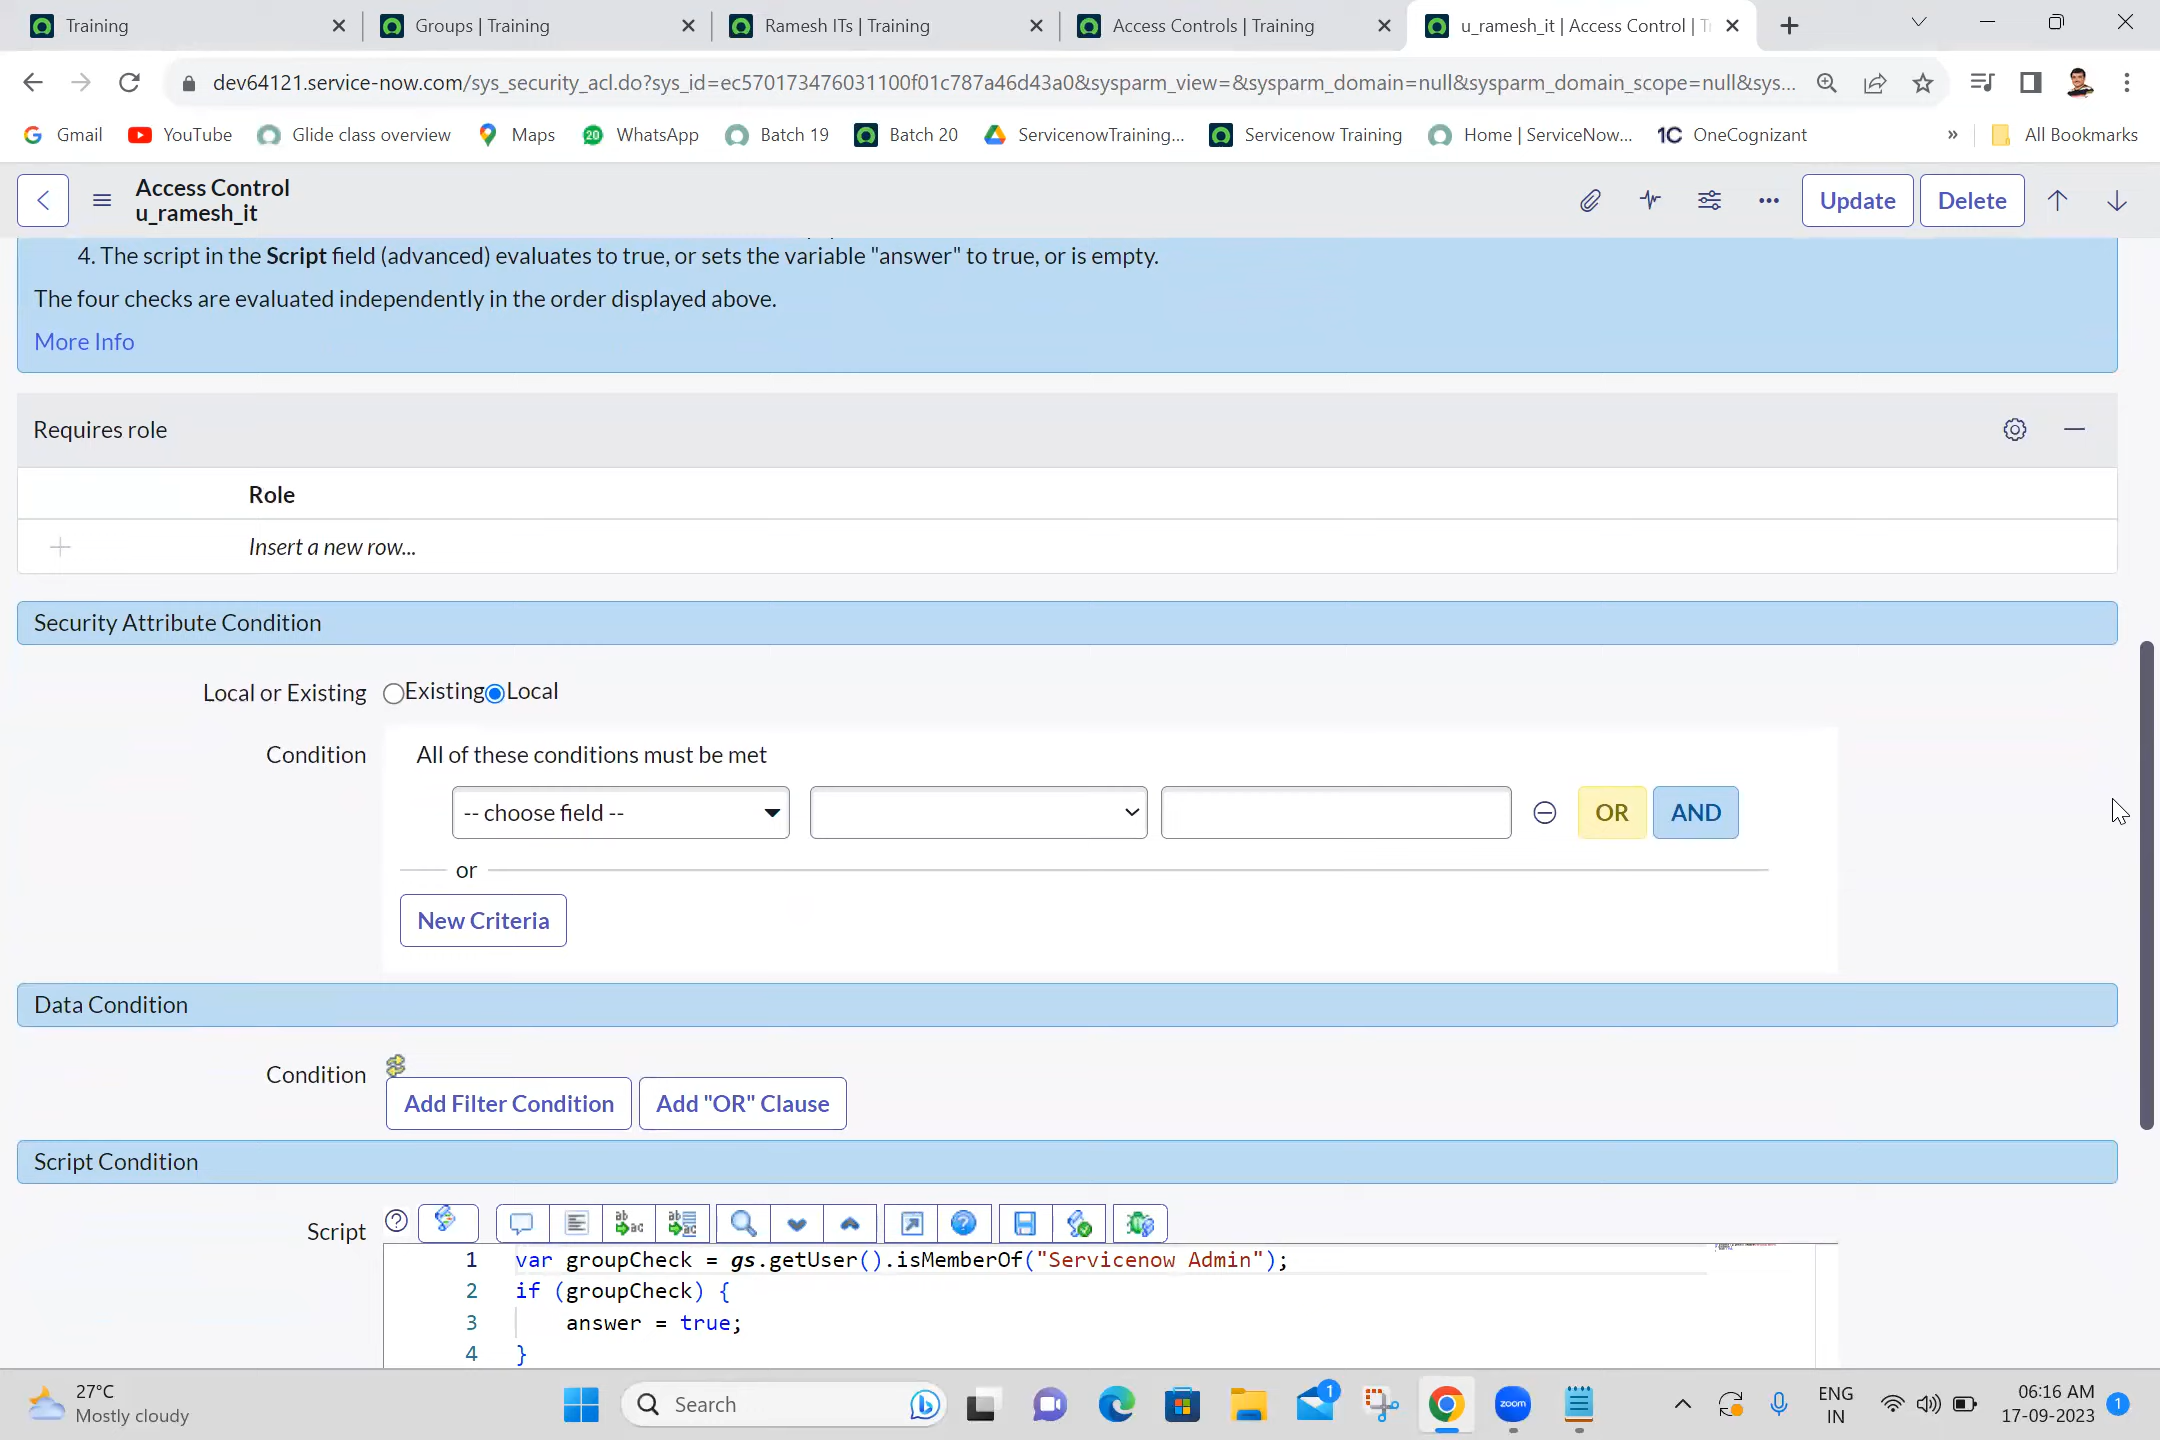 Training
Groups | Training
Ramesh ITs | Training
Access Controls | Training
u_ramesh_it | Access Control |
dev64121.service-now.com/sys_security_acl.do?sys_id=ec570173476031100f01c787a46d43a0&sysparm_view=&sysparm_domain=null&sysparm_domain_scope=null&sys...
Gmail YouTube Glide class overview Maps 20 WhatsApp Batch 19 Batch 20 ServicenowTraining... Servicenow Training Home | ServiceNow... 1C OneCognizant » All Bookmarks
Access Control
u_ramesh_it
Update Delete
4. The script in the Script field (advanced) evaluates to true, or sets the variable "answer" to true, or is empty.
The four checks are evaluated independently in the order displayed above.
More Info
Requires role
Role
Insert a new row...
Security Attribute Condition
Local or Existing Existing Local
Condition All of these conditions must be met
-- choose field -- OR AND
or
New Criteria
Data Condition
Condition
Add Filter Condition Add "OR" Clause
Script Condition
Script
1 var groupCheck = gs.getUser().isMemberOf("Servicenow Admin");
2 if (groupCheck) {
3 answer = true;
4 }
27°C
Mostly cloudy
Search
1
zoom
ENG
IN
06:16 AM
17-09-2023
1